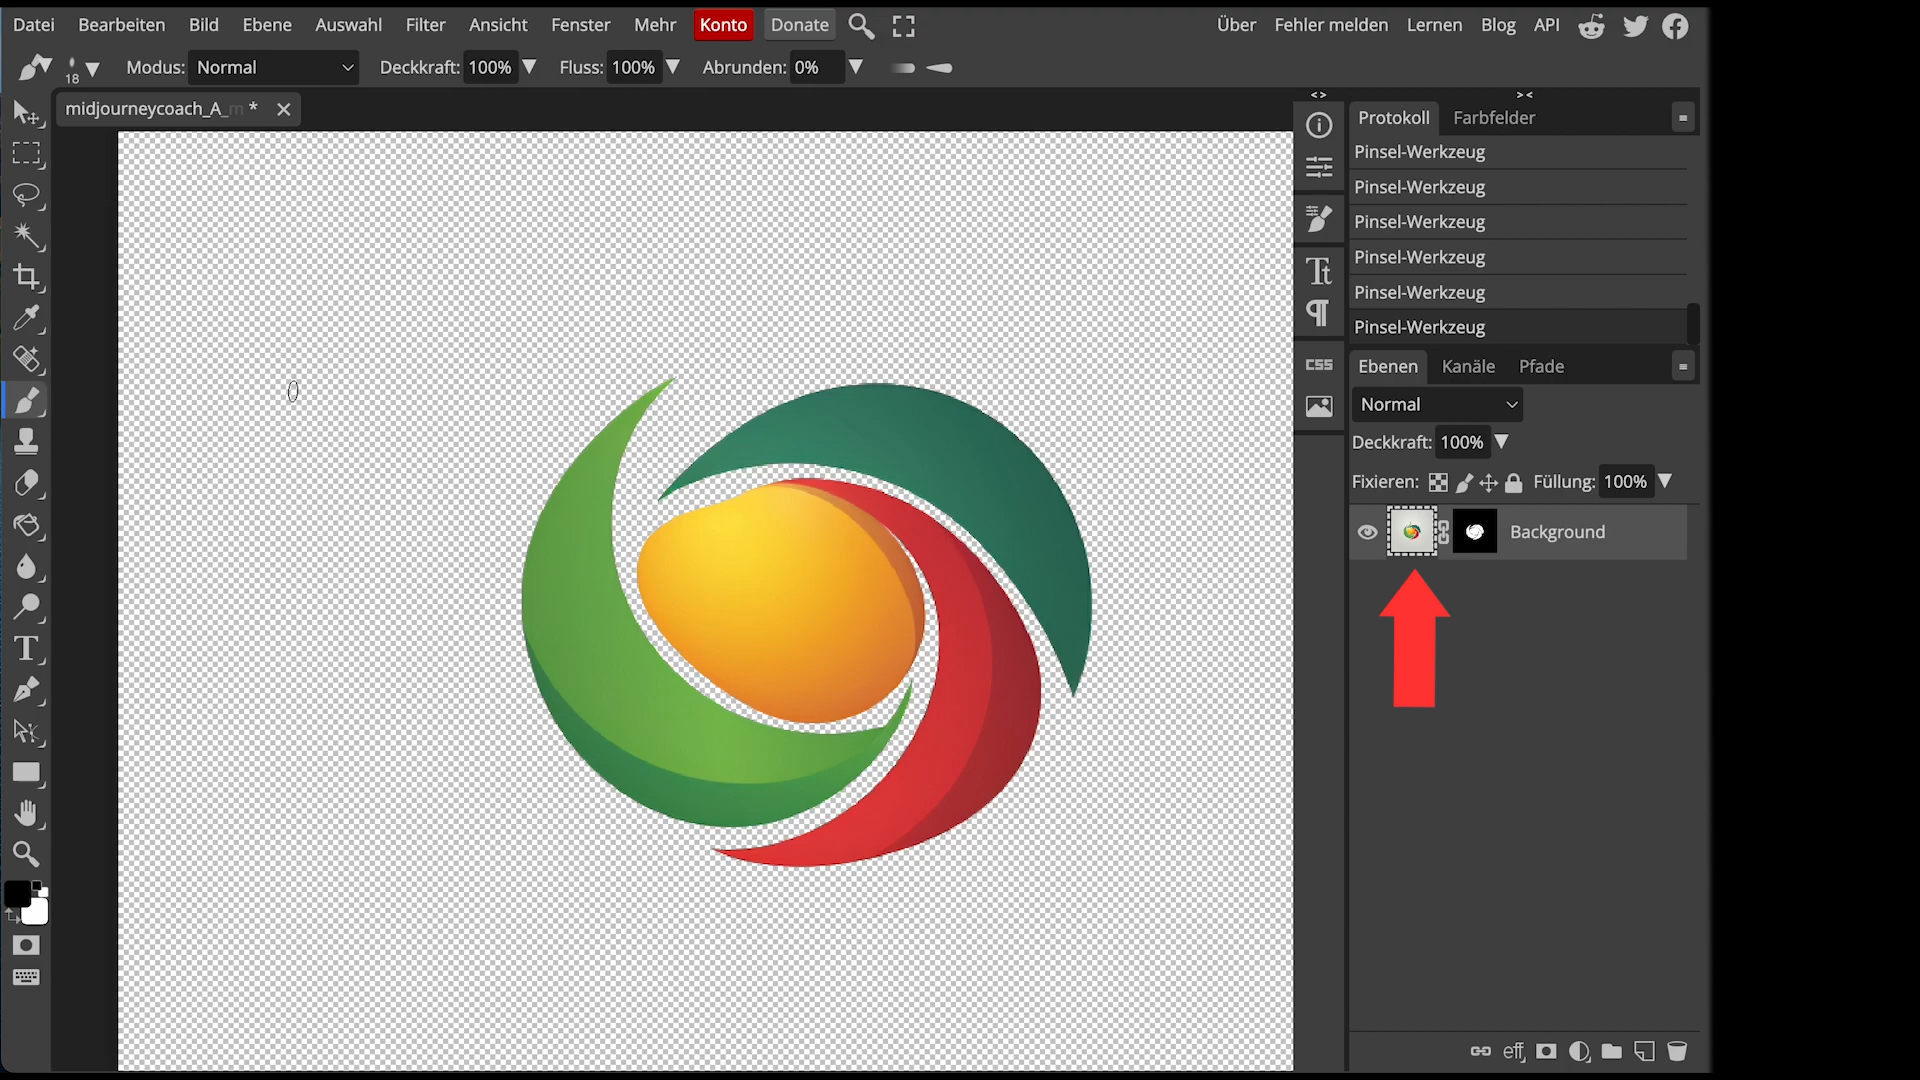 Datei Bearbeiten Bild Ebene Auswahl Filter Ansicht Fenster Mehr Konto Donate Über Fehler melden Lernen Blog API
18 Modus: Normal Deckkraft: 100% Fluss: 100% Abrunden: 0%
midjourneycoach_A_m *
< >
> <
Protokoll Farbfelder
Pinsel-Werkzeug
Pinsel-Werkzeug
Pinsel-Werkzeug
Pinsel-Werkzeug
Pinsel-Werkzeug
Pinsel-Werkzeug
CSS
Ebenen Kanäle Pfade
Normal
Deckkraft: 100%
Fixieren: Füllung: 100%
Background
eff